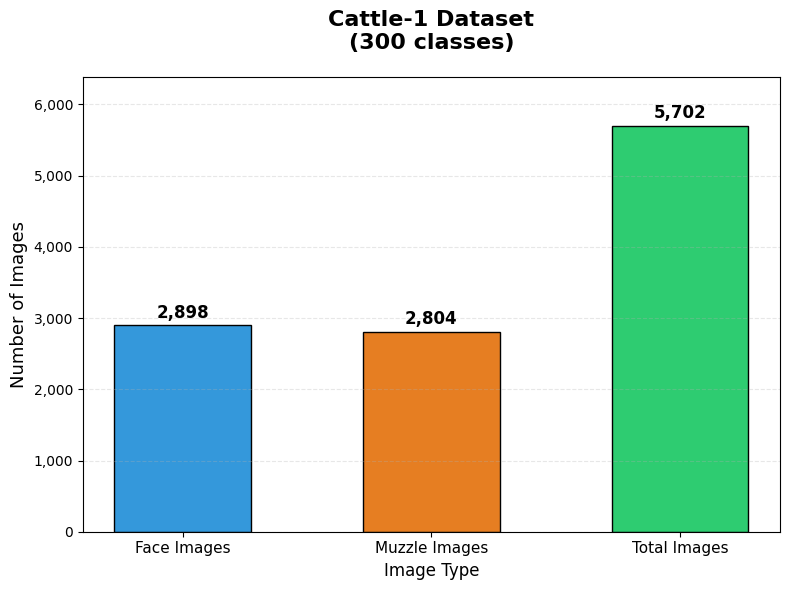 Cattle-1 Dataset
(300 classes)
Number of Images
6,000
5,000
4,000
3,000
2,000
1,000
0
2,898
2,804
5,702
Face Images
Muzzle Images
Total Images
Image Type